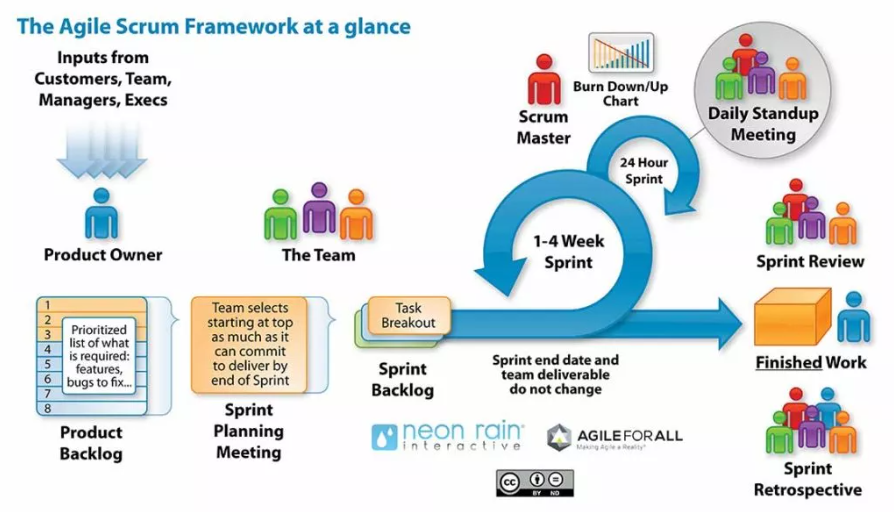 The Agile Scrum Framework at a glance
Inputs from
Customers, Team,
Managers, Execs
Product Owner
The Team
Scrum
Master
Burn Down/Up
Chart
Daily Standup
Meeting
24 Hour
Sprint
1-4 Week
Sprint
Sprint Review
1
2
3
4
5
6
7
8
Prioritized
list of what
is required:
features,
bugs to fix...
Product
Backlog
Team selects
starting at top
as much as it
can commit
to deliver by
end of Sprint
Sprint
Planning
Meeting
Task
Breakout
Sprint
Backlog
Sprint end date and
team deliverable
do not change
Finished Work
Sprint
Retrospective
neon rain
interactive
AGILEFORALL
Making Agile a Reality®
cc
BY ND